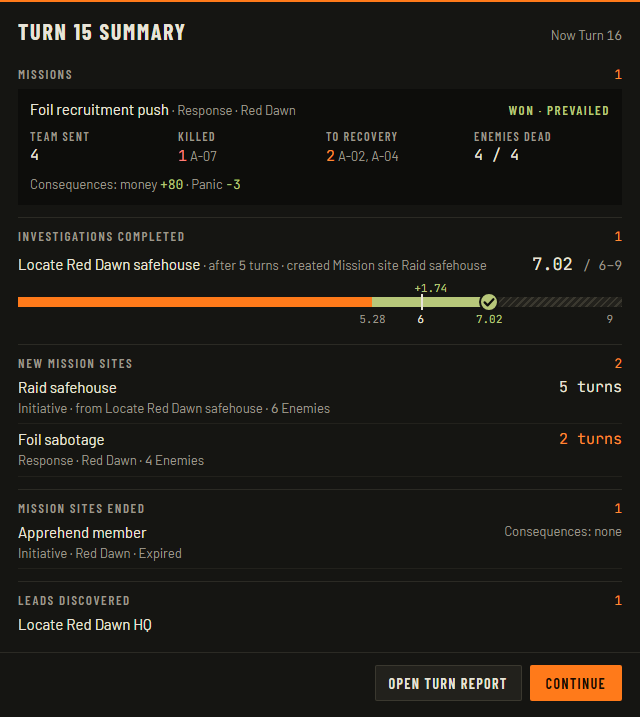 TURN 15 SUMMARY
Now Turn 16
MISSIONS 1
Foil recruitment push · Response · Red Dawn WON · PREVAILED
TEAM SENT KILLED TO RECOVERY ENEMIES DEAD
4 1 A-07 2 A-02, A-04 4 / 4
Consequences: money +80 · Panic -3
INVESTIGATIONS COMPLETED 1
Locate Red Dawn safehouse · after 5 turns · created Mission site Raid safehouse 7.02 / 6–9
+1.74
5.28 6 7.02 9
NEW MISSION SITES 2
Raid safehouse 5 turns
Initiative · from Locate Red Dawn safehouse · 6 Enemies
Foil sabotage 2 turns
Response · Red Dawn · 4 Enemies
MISSION SITES ENDED 1
Apprehend member Consequences: none
Initiative · Red Dawn · Expired
LEADS DISCOVERED 1
Locate Red Dawn HQ
OPEN TURN REPORT CONTINUE